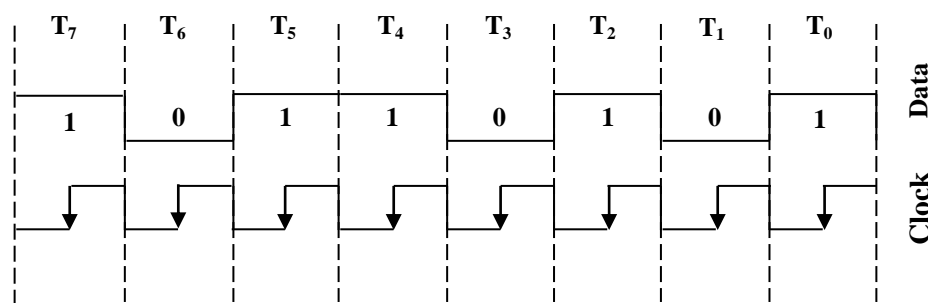 T₇ T₆ T₅ T₄ T₃ T₂ T₁ T₀
1 0 1 1 0 1 0 1
Data
Clock